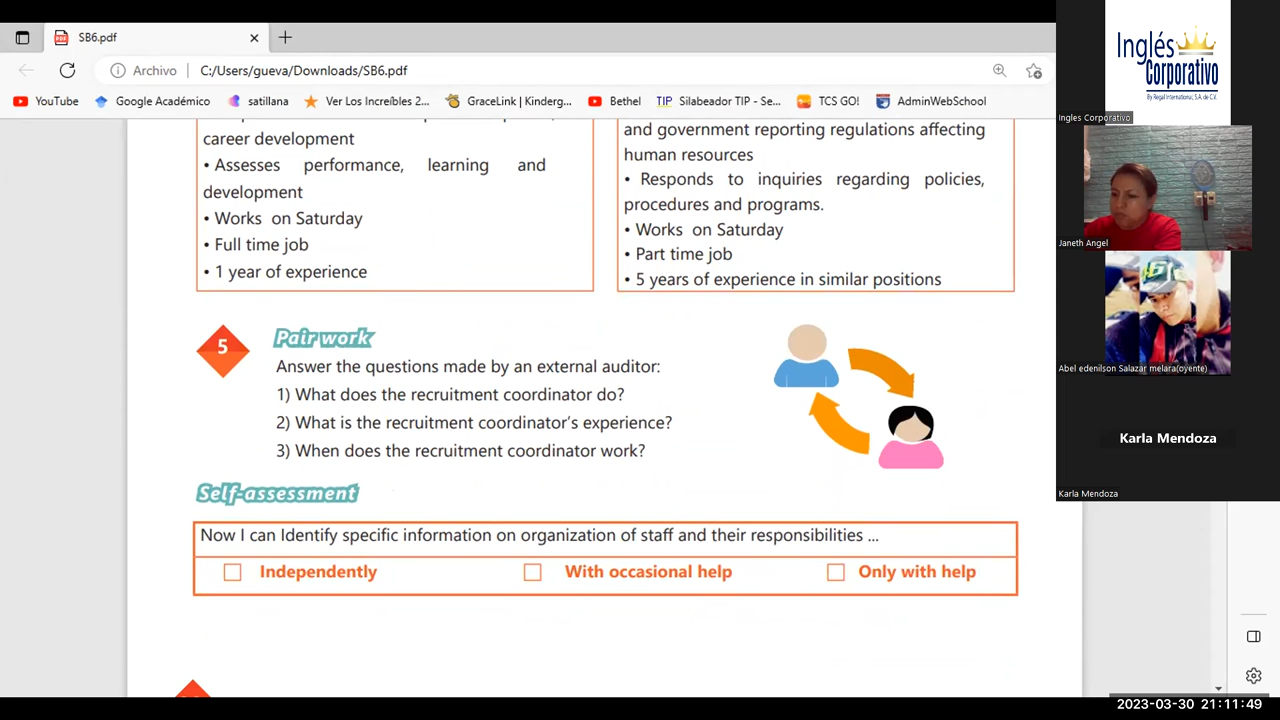 SB6.pdf
Archivo
C:/Users/gueva/Downloads/SB6.pdf
YouTube
Google Académico
satillana
Ver Los Increíbles 2...
GraceLink | Kinderg...
Bethel
TIP Silabeador TIP - Se...
TCS GO!
AdminWebSchool
career development
• Assesses performance, learning and
development
• Works on Saturday
• Full time job
• 1 year of experience
and government reporting regulations affecting
human resources
• Responds to inquiries regarding policies,
procedures and programs.
• Works on Saturday
• Part time job
• 5 years of experience in similar positions
5
Pair work
Answer the questions made by an external auditor:
1) What does the recruitment coordinator do?
2) What is the recruitment coordinator's experience?
3) When does the recruitment coordinator work?
Self-assessment
Now I can Identify specific information on organization of staff and their responsibilities ...
Independently
With occasional help
Only with help
Inglés
Corporativo
By Regal International, S.A. de C.V.
Ingles Corporativo
Janeth Angel
Abel edenilson Salazar melara(oyente)
Karla Mendoza
Karla Mendoza
2023-03-30 21:11:49